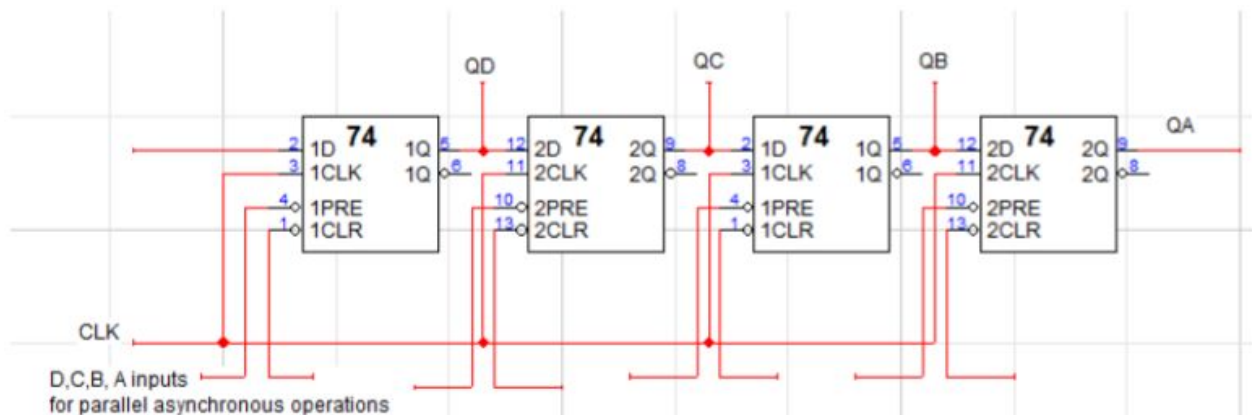 QD
QC
QB
QA
74
2 1D 1Q 5
3 1CLK 1Q 6
4 1PRE
1 1CLR
74
12 2D 2Q 9
11 2CLK 2Q 8
10 2PRE
13 2CLR
74
2 1D 1Q 5
3 1CLK 1Q 6
4 1PRE
1 1CLR
74
12 2D 2Q 9
11 2CLK 2Q 8
10 2PRE
13 2CLR
CLK
D,C,B, A inputs
for parallel asynchronous operations